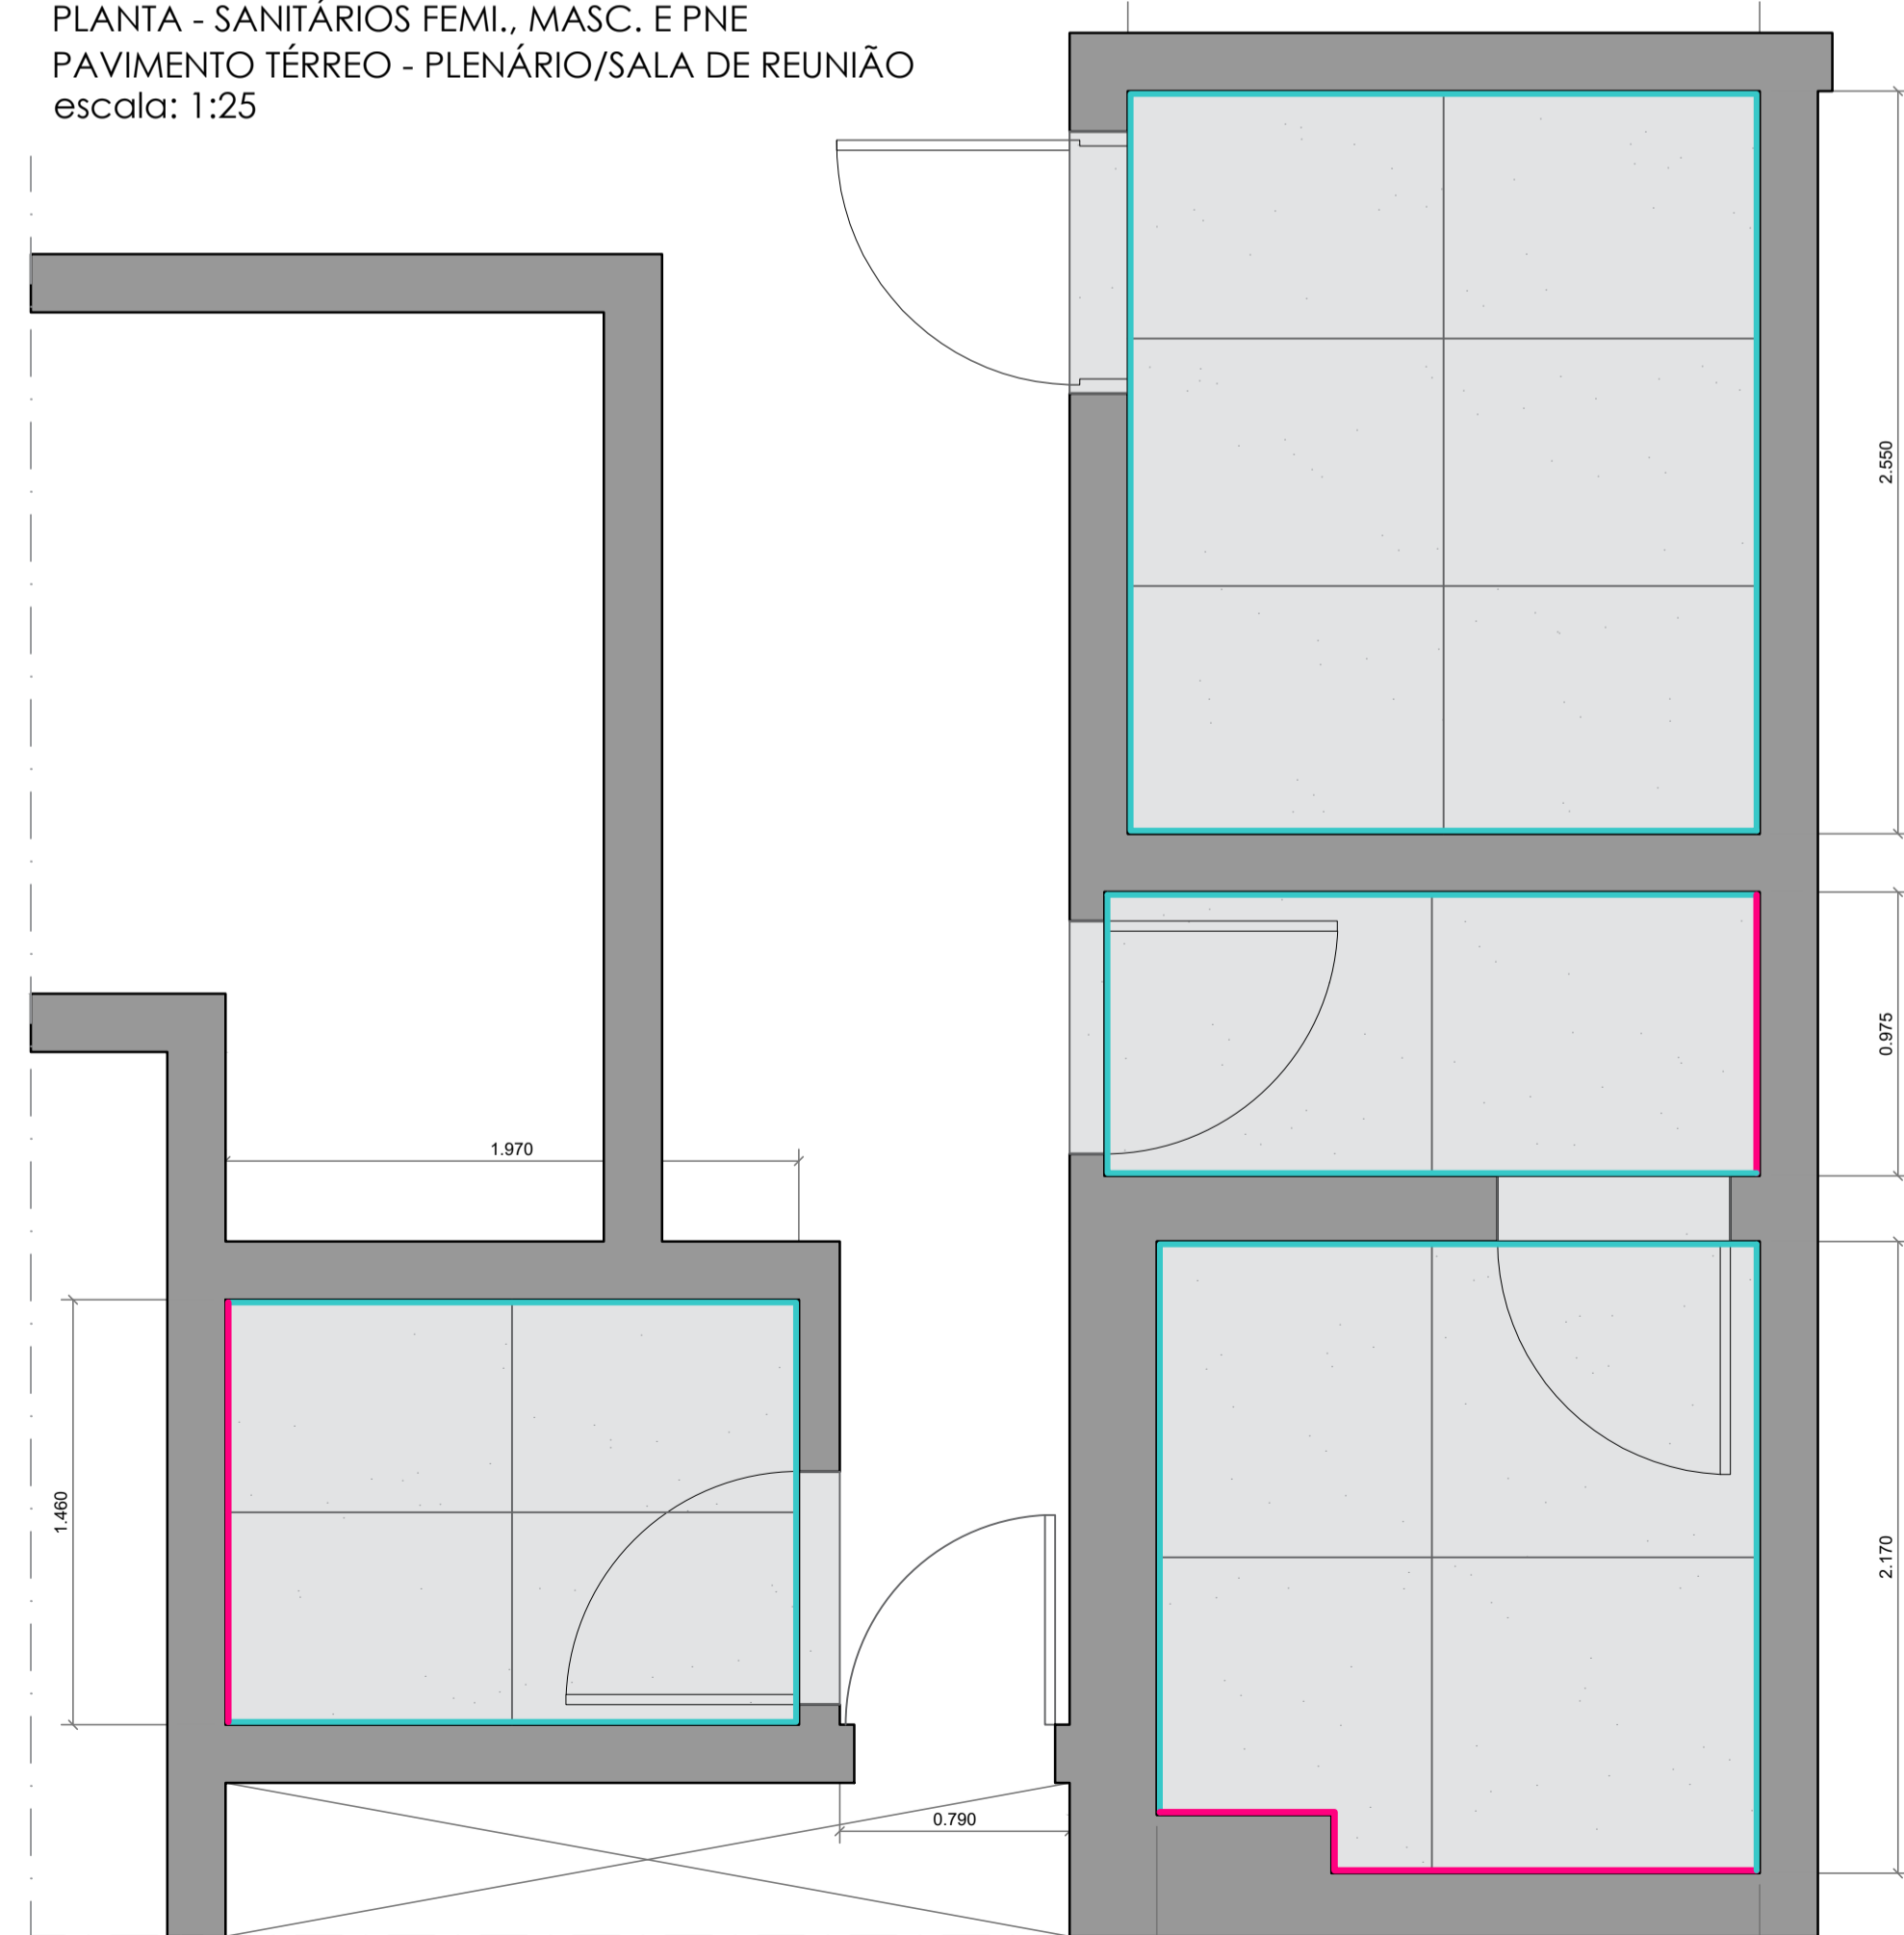 PLANTA - SANITÁRIOS FEMI., MASC. E PNE
PAVIMENTO TÉRREO - PLENÁRIO/SALA DE REUNIÃO
escala: 1:25
2.550
0.975
1.970
1.460
2.170
0.790